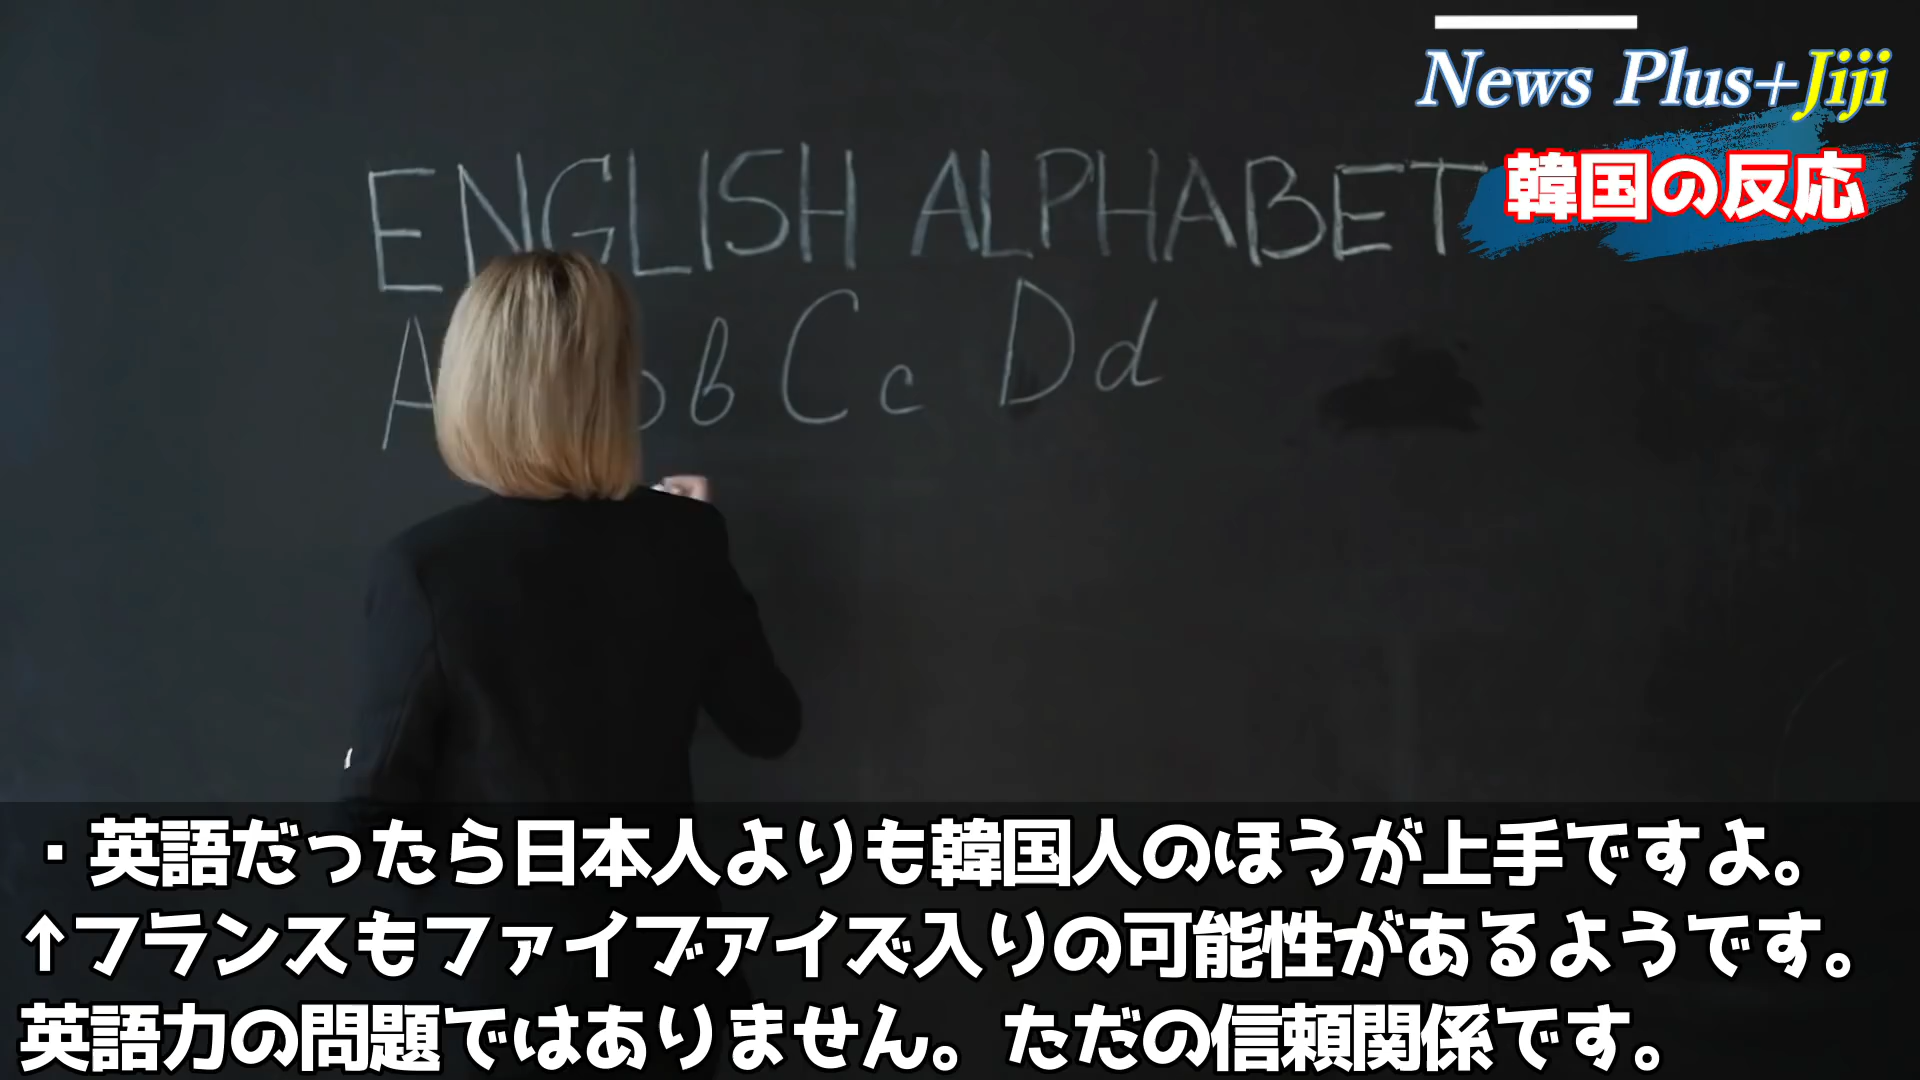 News Plus+Jiji
韓国の反応
ENGLISH ALPHABET
A b b C c D d
・英語だったら日本人よりも韓国人のほうが上手ですよ。
↑フランスもファイブアイズ入りの可能性があるようです。
英語力の問題ではありません。ただの信頼関係です。